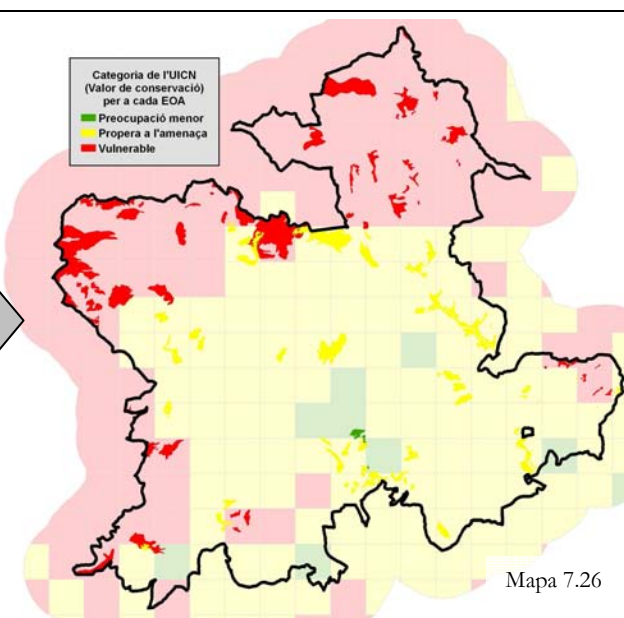 Categoria de l'UICN
(Valor de conservació)
per a cada EOA
Preocupació menor
Propera a l'amenaça
Vulnerable
Mapa 7.26